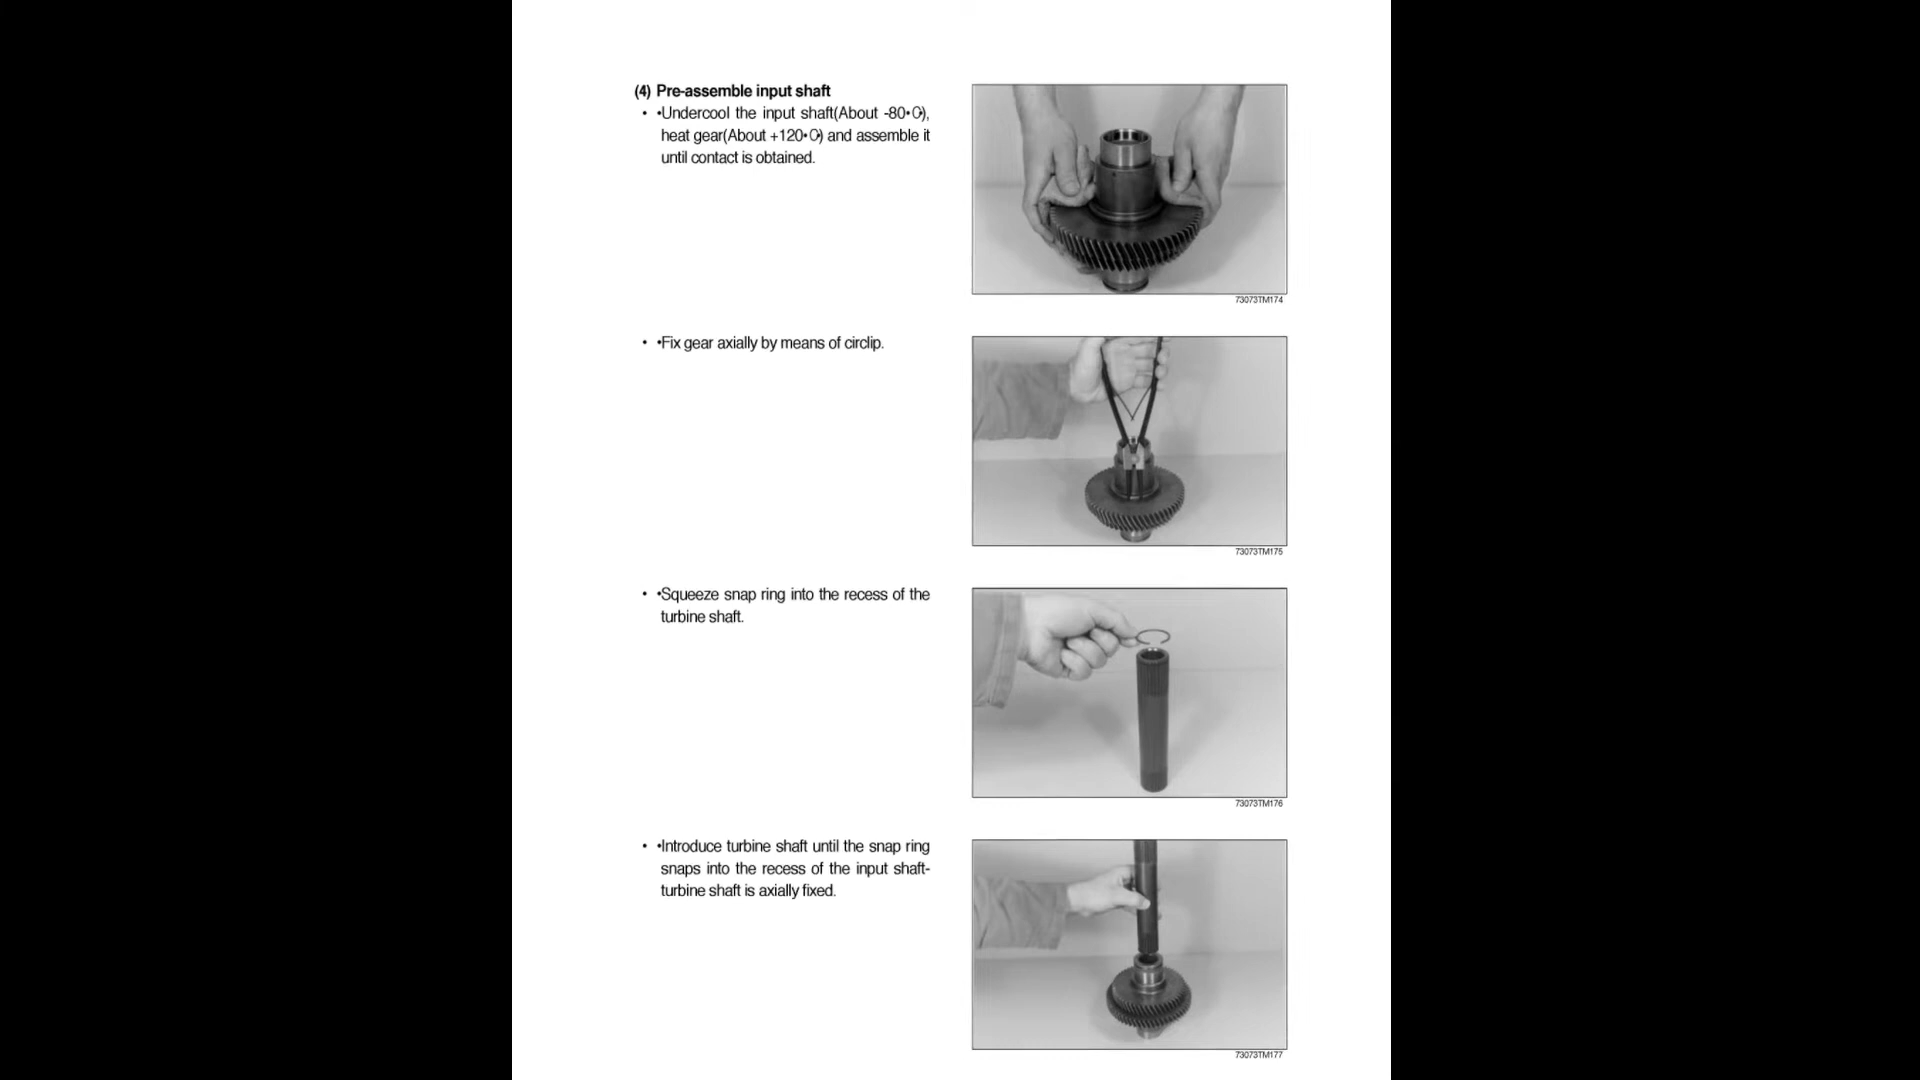 (4) Pre-assemble input shaft
• •Undercool the input shaft(About -80•C),
heat gear(About +120•C) and assemble it
until contact is obtained.
73073TM174
• •Fix gear axially by means of circlip.
73073TM175
• •Squeeze snap ring into the recess of the
turbine shaft.
73073TM176
• •Introduce turbine shaft until the snap ring
snaps into the recess of the input shaft-
turbine shaft is axially fixed.
73073TM177